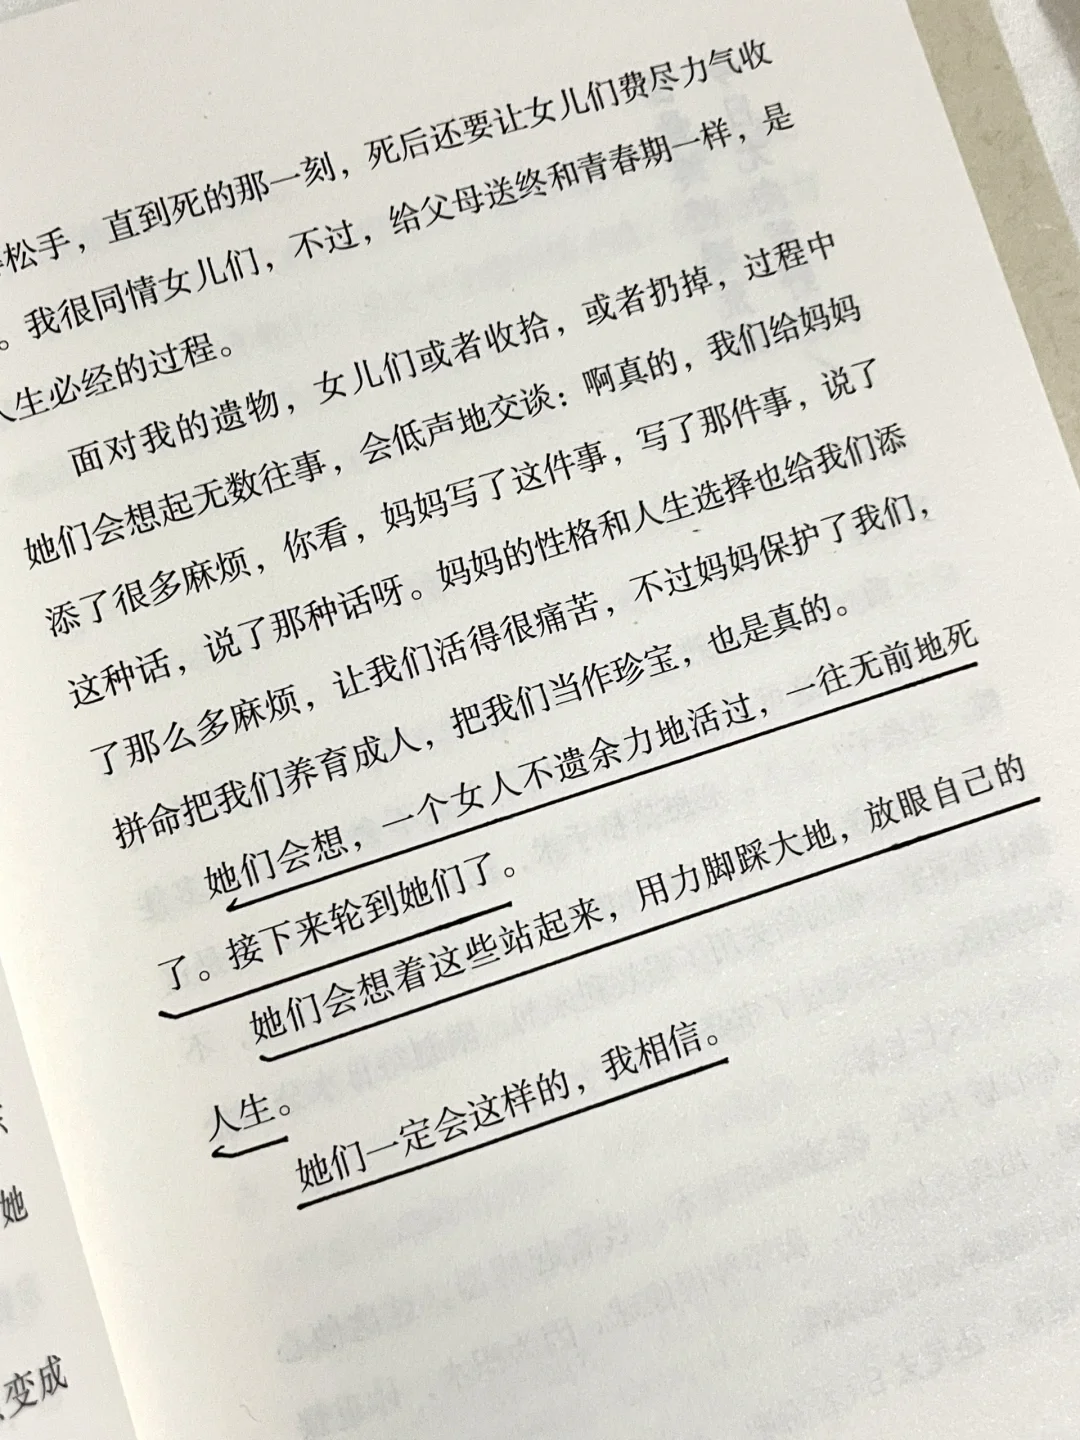 松手，直到死的那一刻，死后还要让女儿们费尽力气收
。我很同情女儿们，不过，给父母送终和青春期一样，是
人生必经的过程。
面对我的遗物，女儿们或者收拾，或者扔掉，过程中
她们会想起无数往事，会低声地交谈：啊真的，我们给妈妈
添了很多麻烦，你看，妈妈写了这件事，写了那件事，说了
这种话，说了那种话呀。妈妈的性格和人生选择也给我们添
了那么多麻烦，让我们活得很痛苦，不过妈妈保护了我们，
拼命把我们养育成人，把我们当作珍宝，也是真的。
她们会想，一个女人不遗余力地活过，一往无前地死
了。接下来轮到她们了。
她们会想着这些站起来，用力脚踩大地，放眼自己的
人生。
她们一定会这样的，我相信。
她
变成